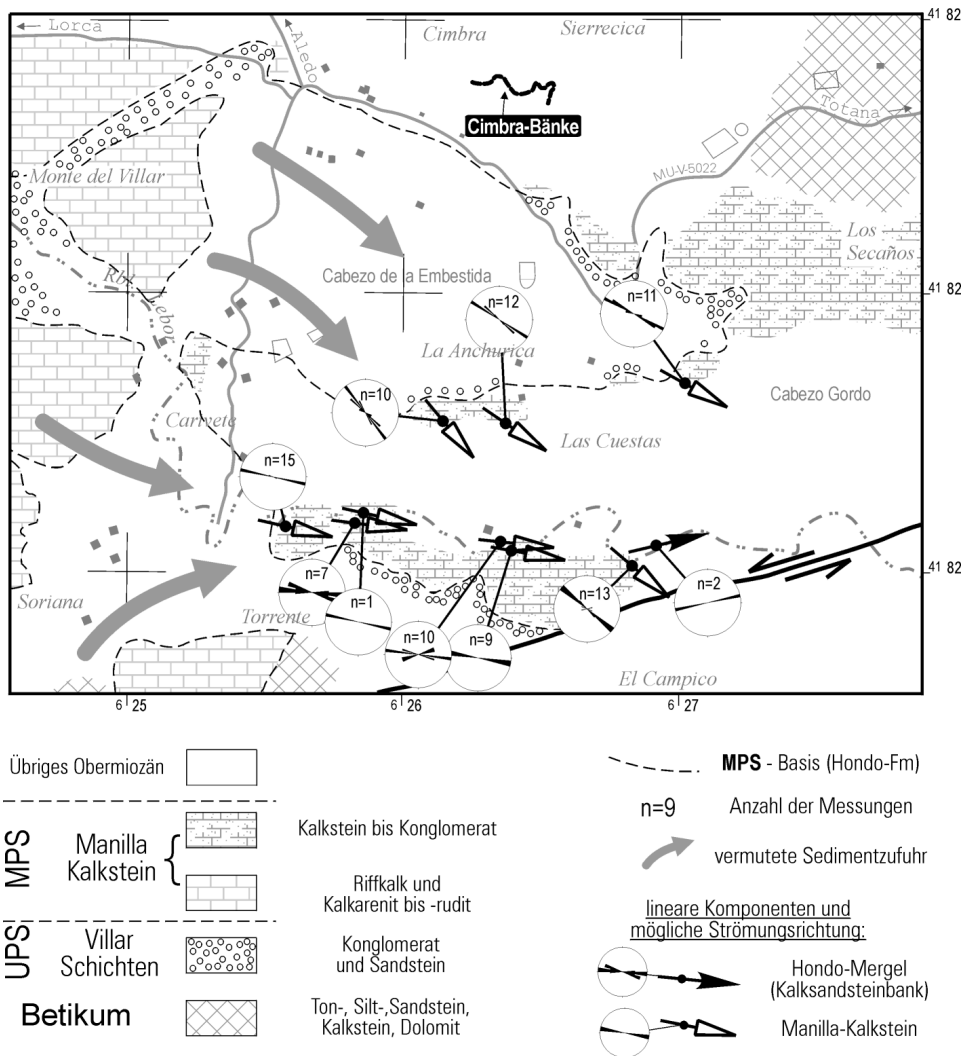 Lorca
Aledo
Cimbra
Sierrecica
41 82
Cimbra-Bänke
Totana
MU-V-5022
Monte del Villar
Los
Secaños
Rbl. Lebor
Cabezo de la Embestida
41 82
n=12
n=11
La Anchurica
n=10
Cabezo Gordo
Carivete
Las Cuestas
n=15
41 82
Soriana
n=7
n=1
n=13
n=2
Torrente
n=10
n=9
El Campico
6 25
6 26
6 27
Übriges Obermiozän
MPS
Manilla
Kalkstein
Kalkstein bis Konglomerat
Riffkalk und
Kalkarenit bis -rudit
UPS
Villar
Schichten
Konglomerat
und Sandstein
Betikum
Ton-, Silt-,Sandstein,
Kalkstein, Dolomit
MPS - Basis (Hondo-Fm)
n=9 Anzahl der Messungen
vermutete Sedimentzufuhr
lineare Komponenten und
mögliche Strömungsrichtung:
Hondo-Mergel
(Kalksandsteinbank)
Manilla-Kalkstein